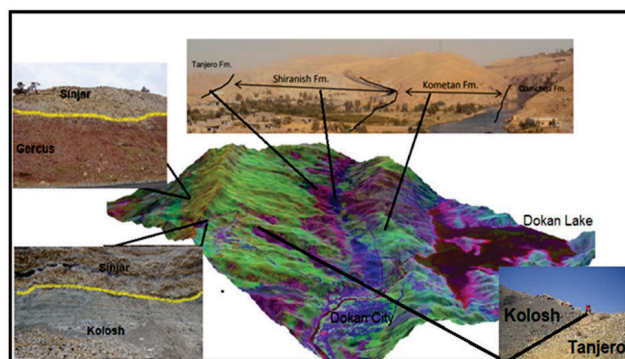 Tanjero Fm.
Shiranish Fm.
Kometan Fm.
Qamchuqa Fm.
Sinjar
Gercus
Sinjar
Kolosh
Dokan Lake
Dokan City
Kolosh
Tanjero